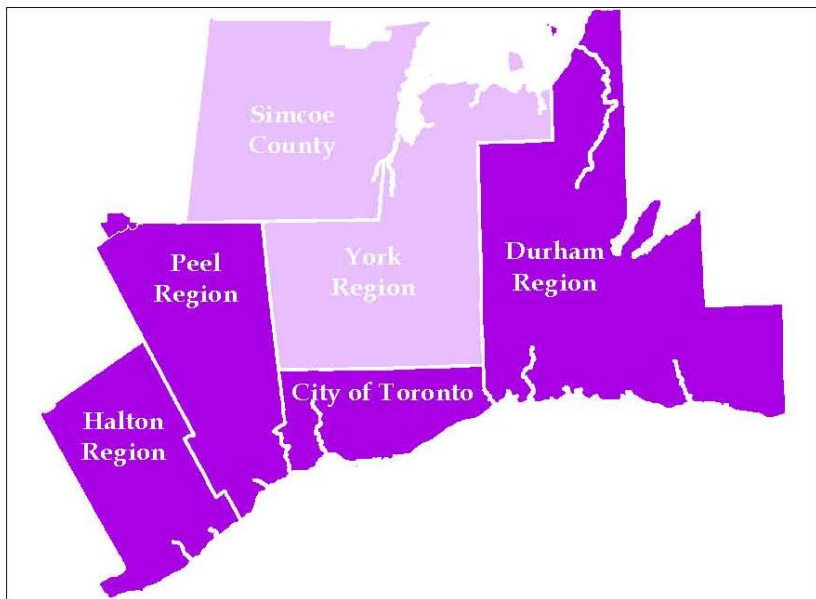 Simcoe
County
Peel
Region
York
Region
Durham
Region
City of Toronto
Halton
Region